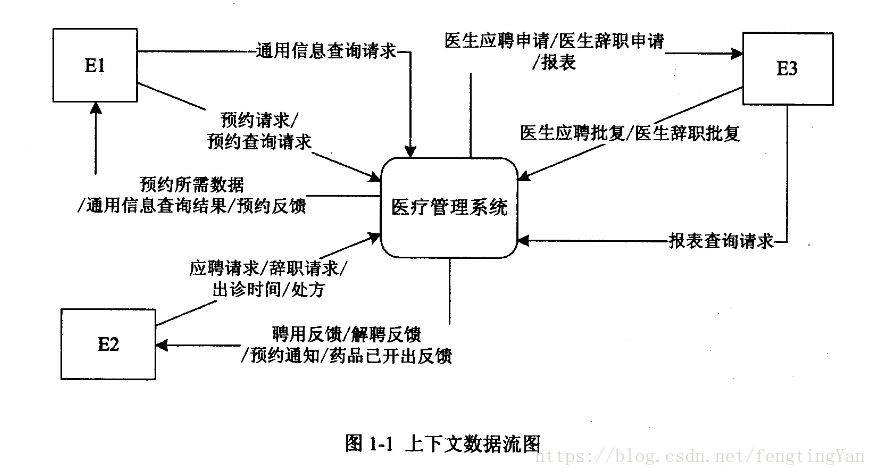 E1
通用信息查询请求
医生应聘申请/医生辞职申请
/报表
E3
预约请求/
预约查询请求
医生应聘批复/医生辞职批复
预约所需数据
/通用信息查询结果/预约反馈
医疗管理系统
报表查询请求
应聘请求/辞职请求/
出诊时间/处方
E2
聘用反馈/解聘反馈
/预约通知/药品已开出反馈
图 1-1 上下文数据流图
https://blog.csdn.net/fengtingYan